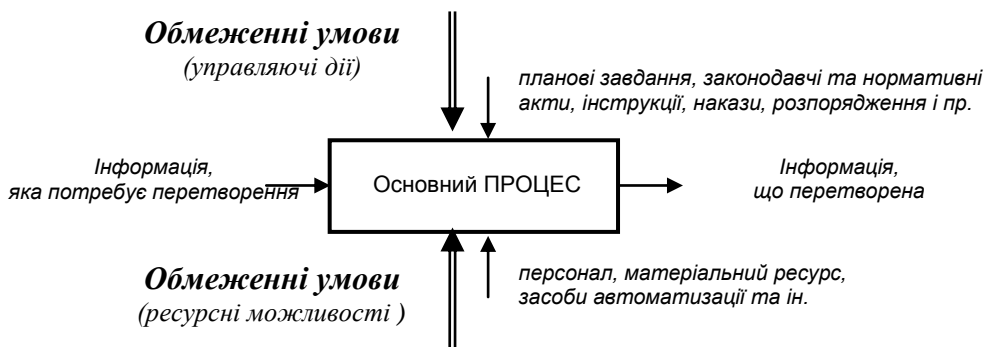 Обмеженні умови
(управляючі дії)
планові завдання, законодавчі та нормативні
акти, інструкції, накази, розпорядження і пр.
Інформація,
яка потребує перетворення
Основний ПРОЦЕС
Інформація,
що перетворена
Обмеженні умови
(ресурсні можливості )
персонал, матеріальний ресурс,
засоби автоматизації та ін.